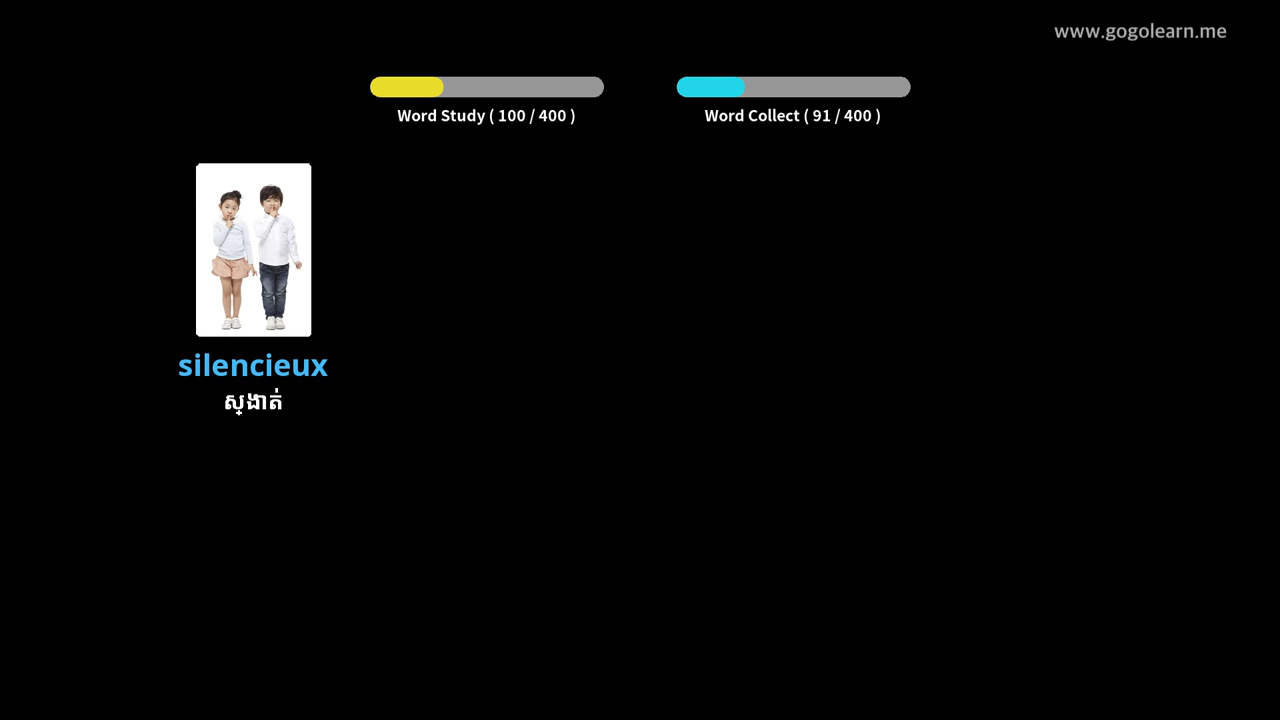 www.gogolearn.me
Word Study ( 100 / 400 )
Word Collect ( 91 / 400 )
silencieux
ស្ងាត់